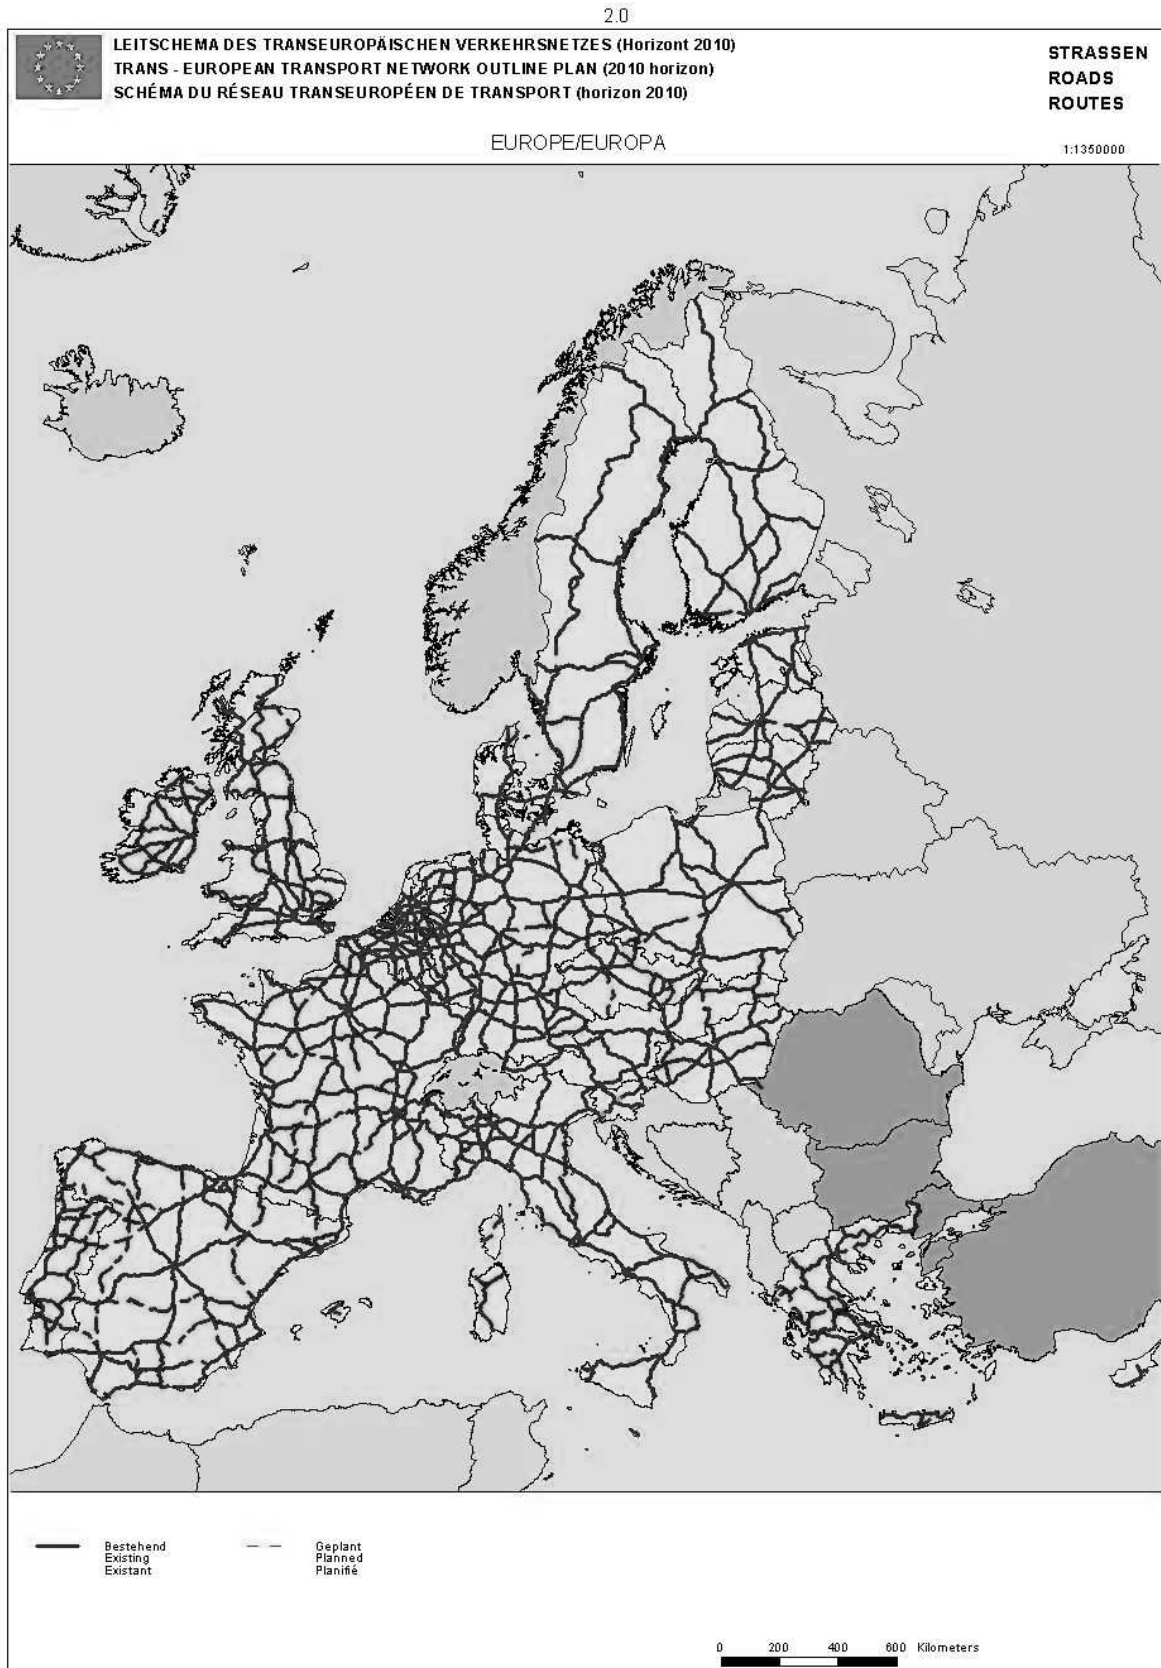 2.0
LEITSCHEMA DES TRANSEUROPÄISCHEN VERKEHRSNETZES (Horizont 2010)
TRANS - EUROPEAN TRANSPORT NETWORK OUTLINE PLAN (2010 horizon)
SCHÉMA DU RÉSEAU TRANSEUROPÉEN DE TRANSPORT (horizon 2010)
STRASSEN
ROADS
ROUTES
EUROPE/EUROPA
1:1350000
Bestehend
Existing
Existant
Geplant
Planned
Planifié
0 200 400 600 Kilometers